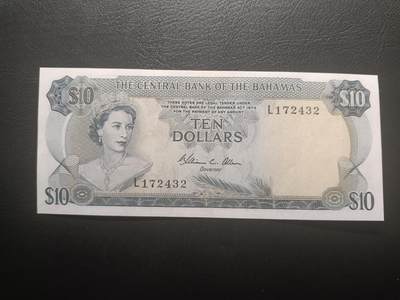 THE CENTRAL BANK OF THE BAHAMAS
$10
$10
THESE NOTES ARE LEGAL TENDER UNDER
THE CENTRAL BANK OF THE BAHAMAS ACT 1974
FOR THE PAYMENT OF ANY AMOUNT
L172432
TEN
DOLLARS
Governor
L172432
$10
$10